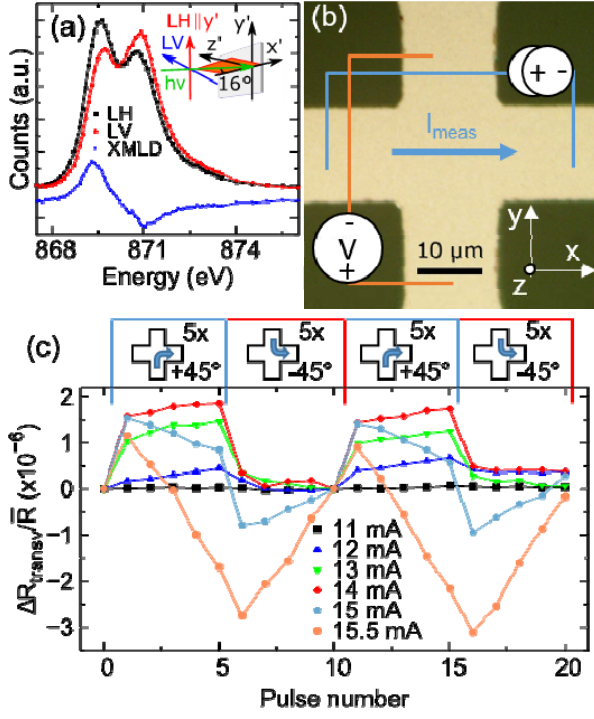 (a)
LH||y'
LV
hν
z'
y'
x'
16°
Counts (a.u.)
LH
LV
XMLD
868
871
874
Energy (eV)
(b)
+ -
I_meas
-
V
+
10 µm
y
x
z
(c)
5x
+45°
5x
-45°
5x
+45°
5x
-45°
ΔR_transv/R̅ (x10⁻⁶)
2
1
0
-1
-2
-3
11 mA
12 mA
13 mA
14 mA
15 mA
15.5 mA
0
5
10
15
20
Pulse number